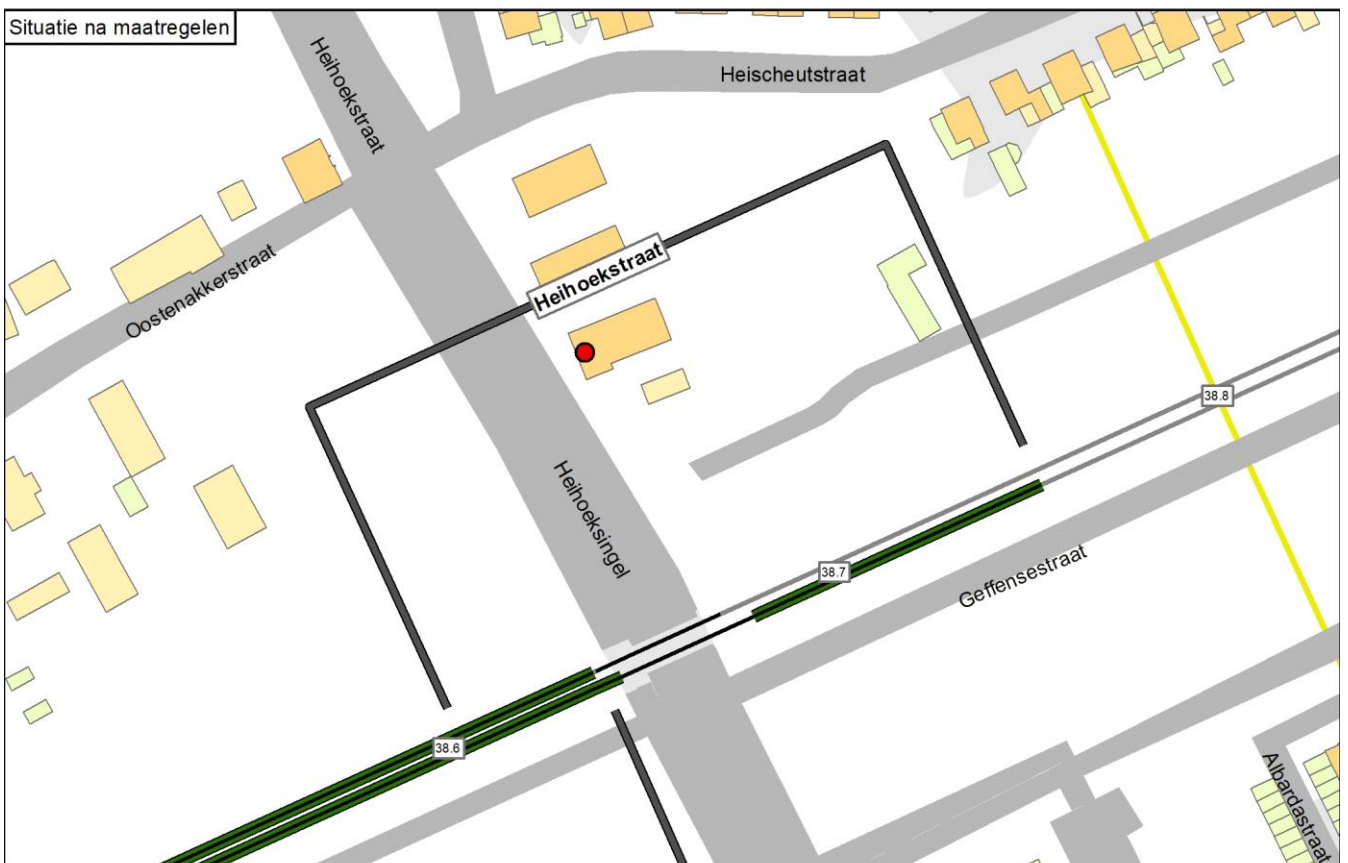 Situatie na maatregelen
Heihoekstraat
Heischeutstraat
Oostenakkerstraat
Heihoekstraat
38.8
Heihoeksingel
38.7
Geffensestraat
38.6
Albardastraat